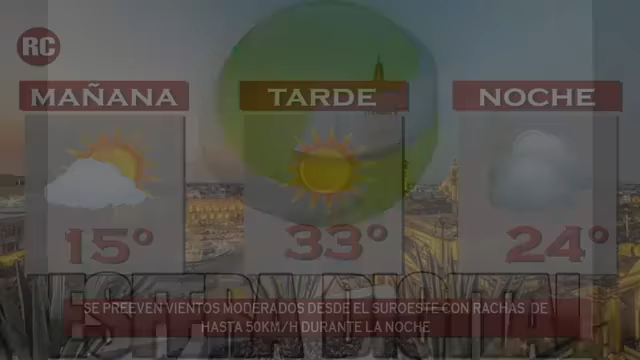 RC
MAÑANA TARDE NOCHE
15° 33° 24°
SE PREEVEN VIENTOS MODERADOS DESDE EL SUROESTE CON RACHAS DE
HASTA 50KM/H DURANTE LA NOCHE